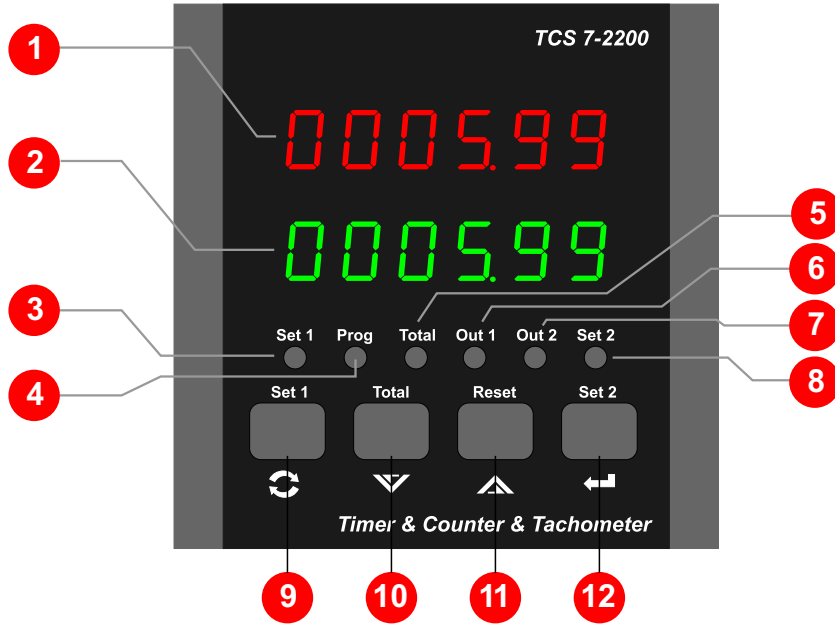 TCS 7-2200
1
0005.99
2
0005.99
5
6
7
3
Set 1 Prog Total Out 1 Out 2 Set 2
4
8
Set 1 Total Reset Set 2
Timer & Counter & Tachometer
9 10 11 12